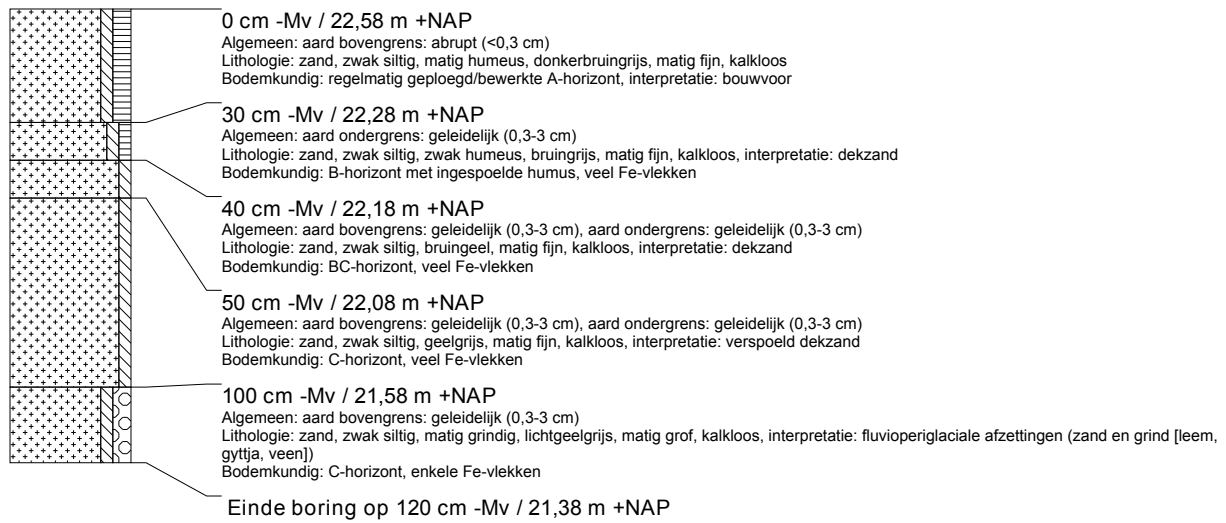 0 cm -Mv / 22,58 m +NAP
Algemeen: aard bovengrens: abrupt (<0,3 cm)
Lithologie: zand, zwak siltig, matig humeus, donkerbruingrijs, matig fijn, kalkloos
Bodemkundig: regelmatig geploegd/bewerkte A-horizont, interpretatie: bouwvoor
30 cm -Mv / 22,28 m +NAP
Algemeen: aard ondergrens: geleidelijk (0,3-3 cm)
Lithologie: zand, zwak siltig, zwak humeus, bruingrijs, matig fijn, kalkloos, interpretatie: dekzand
Bodemkundig: B-horizont met ingespoelde humus, veel Fe-vlekken
40 cm -Mv / 22,18 m +NAP
Algemeen: aard bovengrens: geleidelijk (0,3-3 cm), aard ondergrens: geleidelijk (0,3-3 cm)
Lithologie: zand, zwak siltig, bruingeel, matig fijn, kalkloos, interpretatie: dekzand
Bodemkundig: BC-horizont, veel Fe-vlekken
50 cm -Mv / 22,08 m +NAP
Algemeen: aard bovengrens: geleidelijk (0,3-3 cm), aard ondergrens: geleidelijk (0,3-3 cm)
Lithologie: zand, zwak siltig, geelgrijs, matig fijn, kalkloos, interpretatie: verspoeld dekzand
Bodemkundig: C-horizont, veel Fe-vlekken
100 cm -Mv / 21,58 m +NAP
Algemeen: aard bovengrens: geleidelijk (0,3-3 cm)
Lithologie: zand, zwak siltig, matig grindig, lichtgeelgrijs, matig grof, kalkloos, interpretatie: fluvioperiglaciale afzettingen (zand en grind [leem,
gyttja, veen])
Bodemkundig: C-horizont, enkele Fe-vlekken
Einde boring op 120 cm -Mv / 21,38 m +NAP